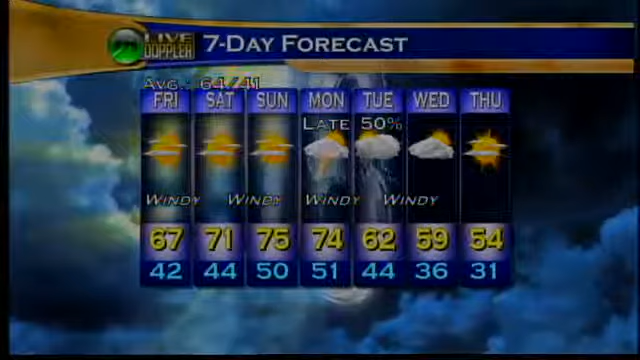 LIVE
DOPPLER
7-DAY FORECAST
AVG.: 64/41
FRI SAT SUN MON TUE WED THU
LATE 50%
WINDY WINDY WINDY WINDY
67 71 75 74 62 59 54
42 44 50 51 44 36 31